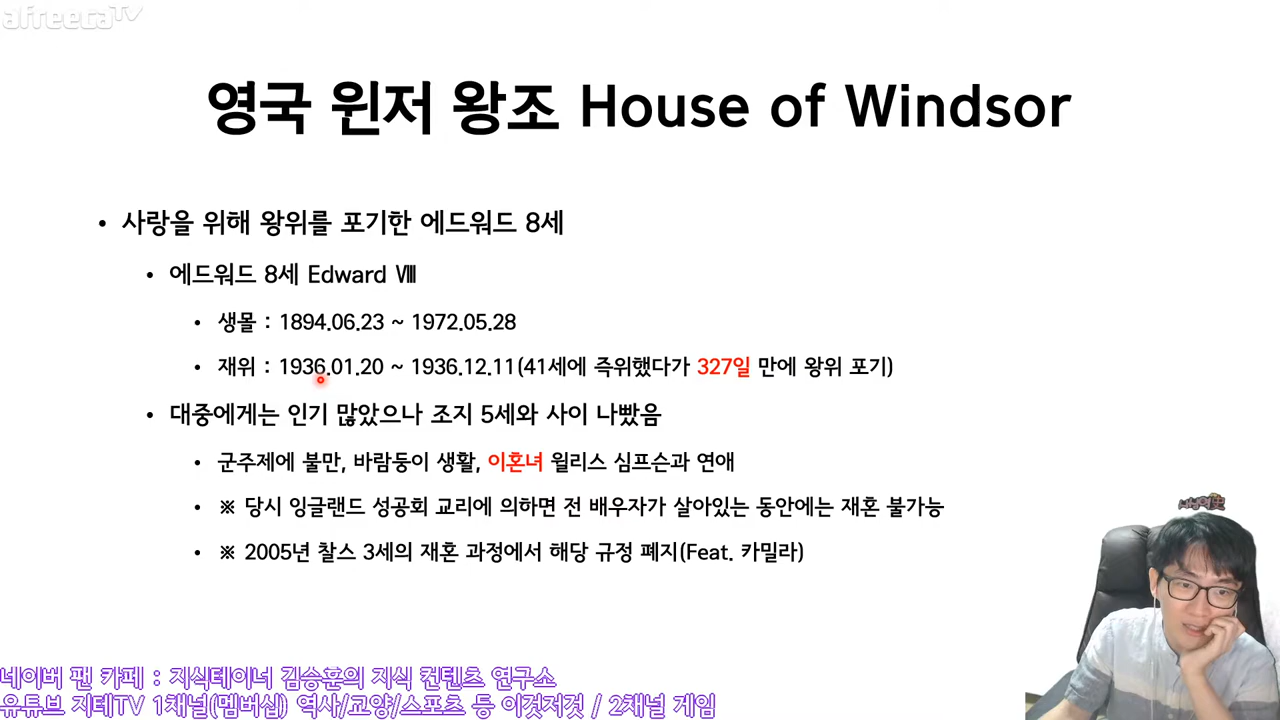 afreecaTV
영국 윈저 왕조 House of Windsor
• 사랑을 위해 왕위를 포기한 에드워드 8세
• 에드워드 8세 Edward Ⅷ
• 생몰 : 1894.06.23 ~ 1972.05.28
• 재위 : 1936.01.20 ~ 1936.12.11(41세에 즉위했다가 327일 만에 왕위 포기)
• 대중에게는 인기 많았으나 조지 5세와 사이 나빴음
• 군주제에 불만, 바람둥이 생활, 이혼녀 윌리스 심프슨과 연애
• ※ 당시 잉글랜드 성공회 교리에 의하면 전 배우자가 살아있는 동안에는 재혼 불가능
• ※ 2005년 찰스 3세의 재혼 과정에서 해당 규정 폐지(Feat. 카밀라)
네이버 팬 카페 : 지식테이너 김승훈의 지식 컨텐츠 연구소
유튜브 지테TV 1채널(멤버십) 역사/교양/스포츠 등 이것저것 / 2채널 게임